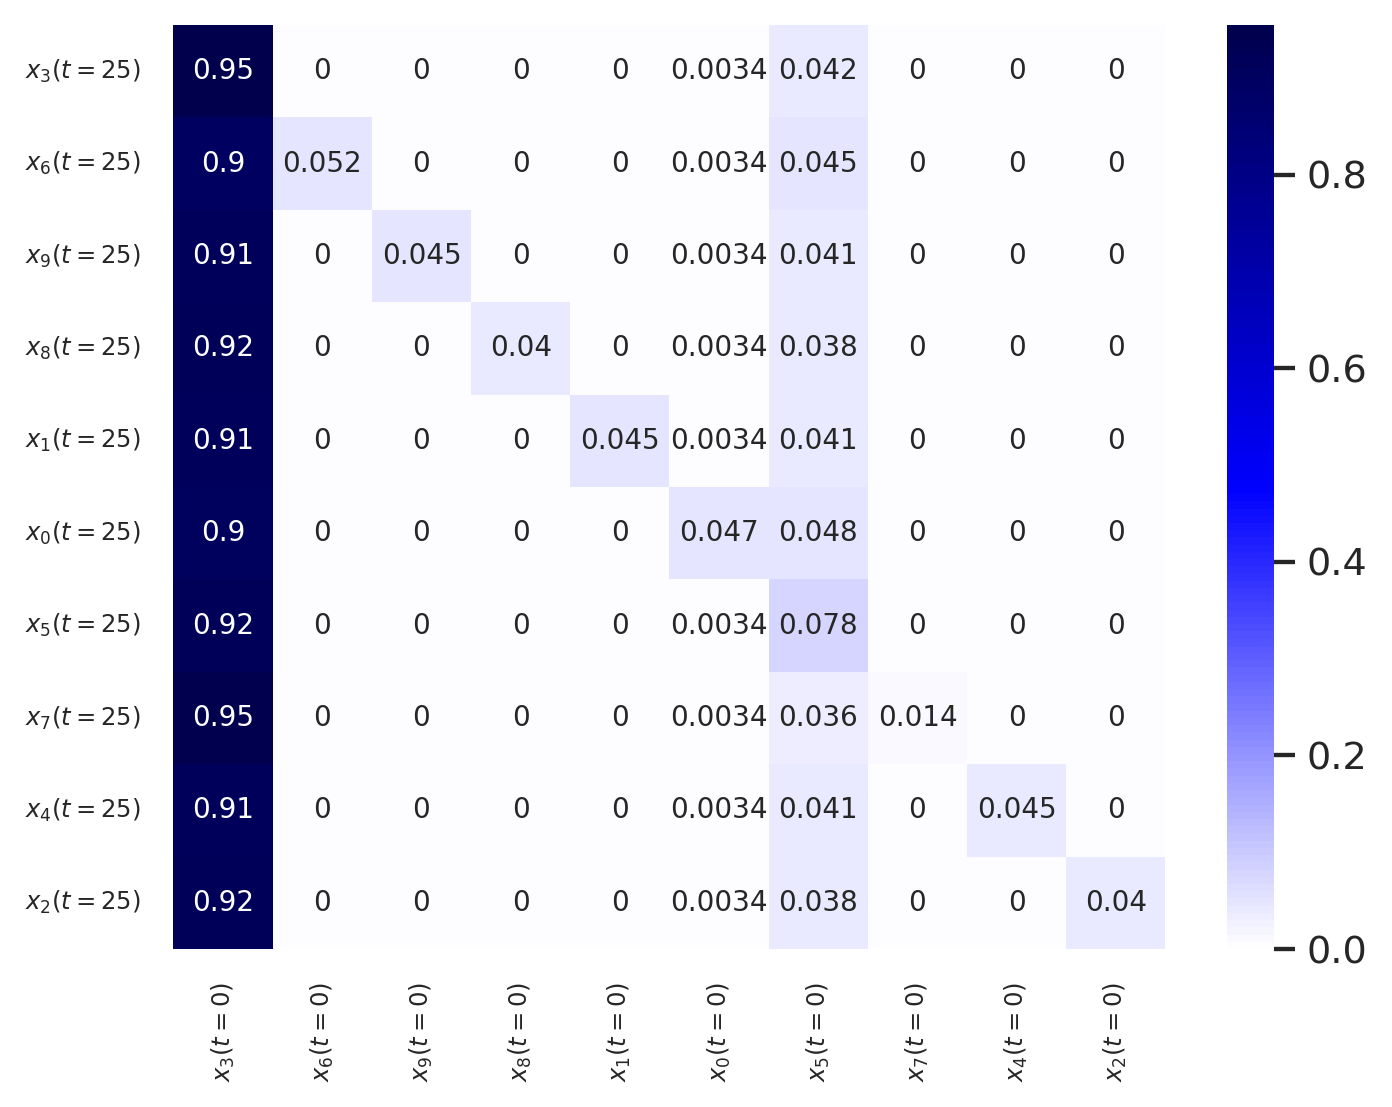 x₃(t = 25) 0.95 0 0 0 0 0.0034 0.042 0 0 0
x₆(t = 25) 0.9 0.052 0 0 0 0.0034 0.045 0 0 0
x₉(t = 25) 0.91 0 0.045 0 0 0.0034 0.041 0 0 0
x₈(t = 25) 0.92 0 0 0.04 0 0.0034 0.038 0 0 0
x₁(t = 25) 0.91 0 0 0 0.045 0.0034 0.041 0 0 0
x₀(t = 25) 0.9 0 0 0 0 0.047 0.048 0 0 0
x₅(t = 25) 0.92 0 0 0 0 0.0034 0.078 0 0 0
x₇(t = 25) 0.95 0 0 0 0 0.0034 0.036 0.014 0 0
x₄(t = 25) 0.91 0 0 0 0 0.0034 0.041 0 0.045 0
x₂(t = 25) 0.92 0 0 0 0 0.0034 0.038 0 0 0.04
x₃(t = 0)
x₆(t = 0)
x₉(t = 0)
x₈(t = 0)
x₁(t = 0)
x₀(t = 0)
x₅(t = 0)
x₇(t = 0)
x₄(t = 0)
x₂(t = 0)
0.8
0.6
0.4
0.2
0.0